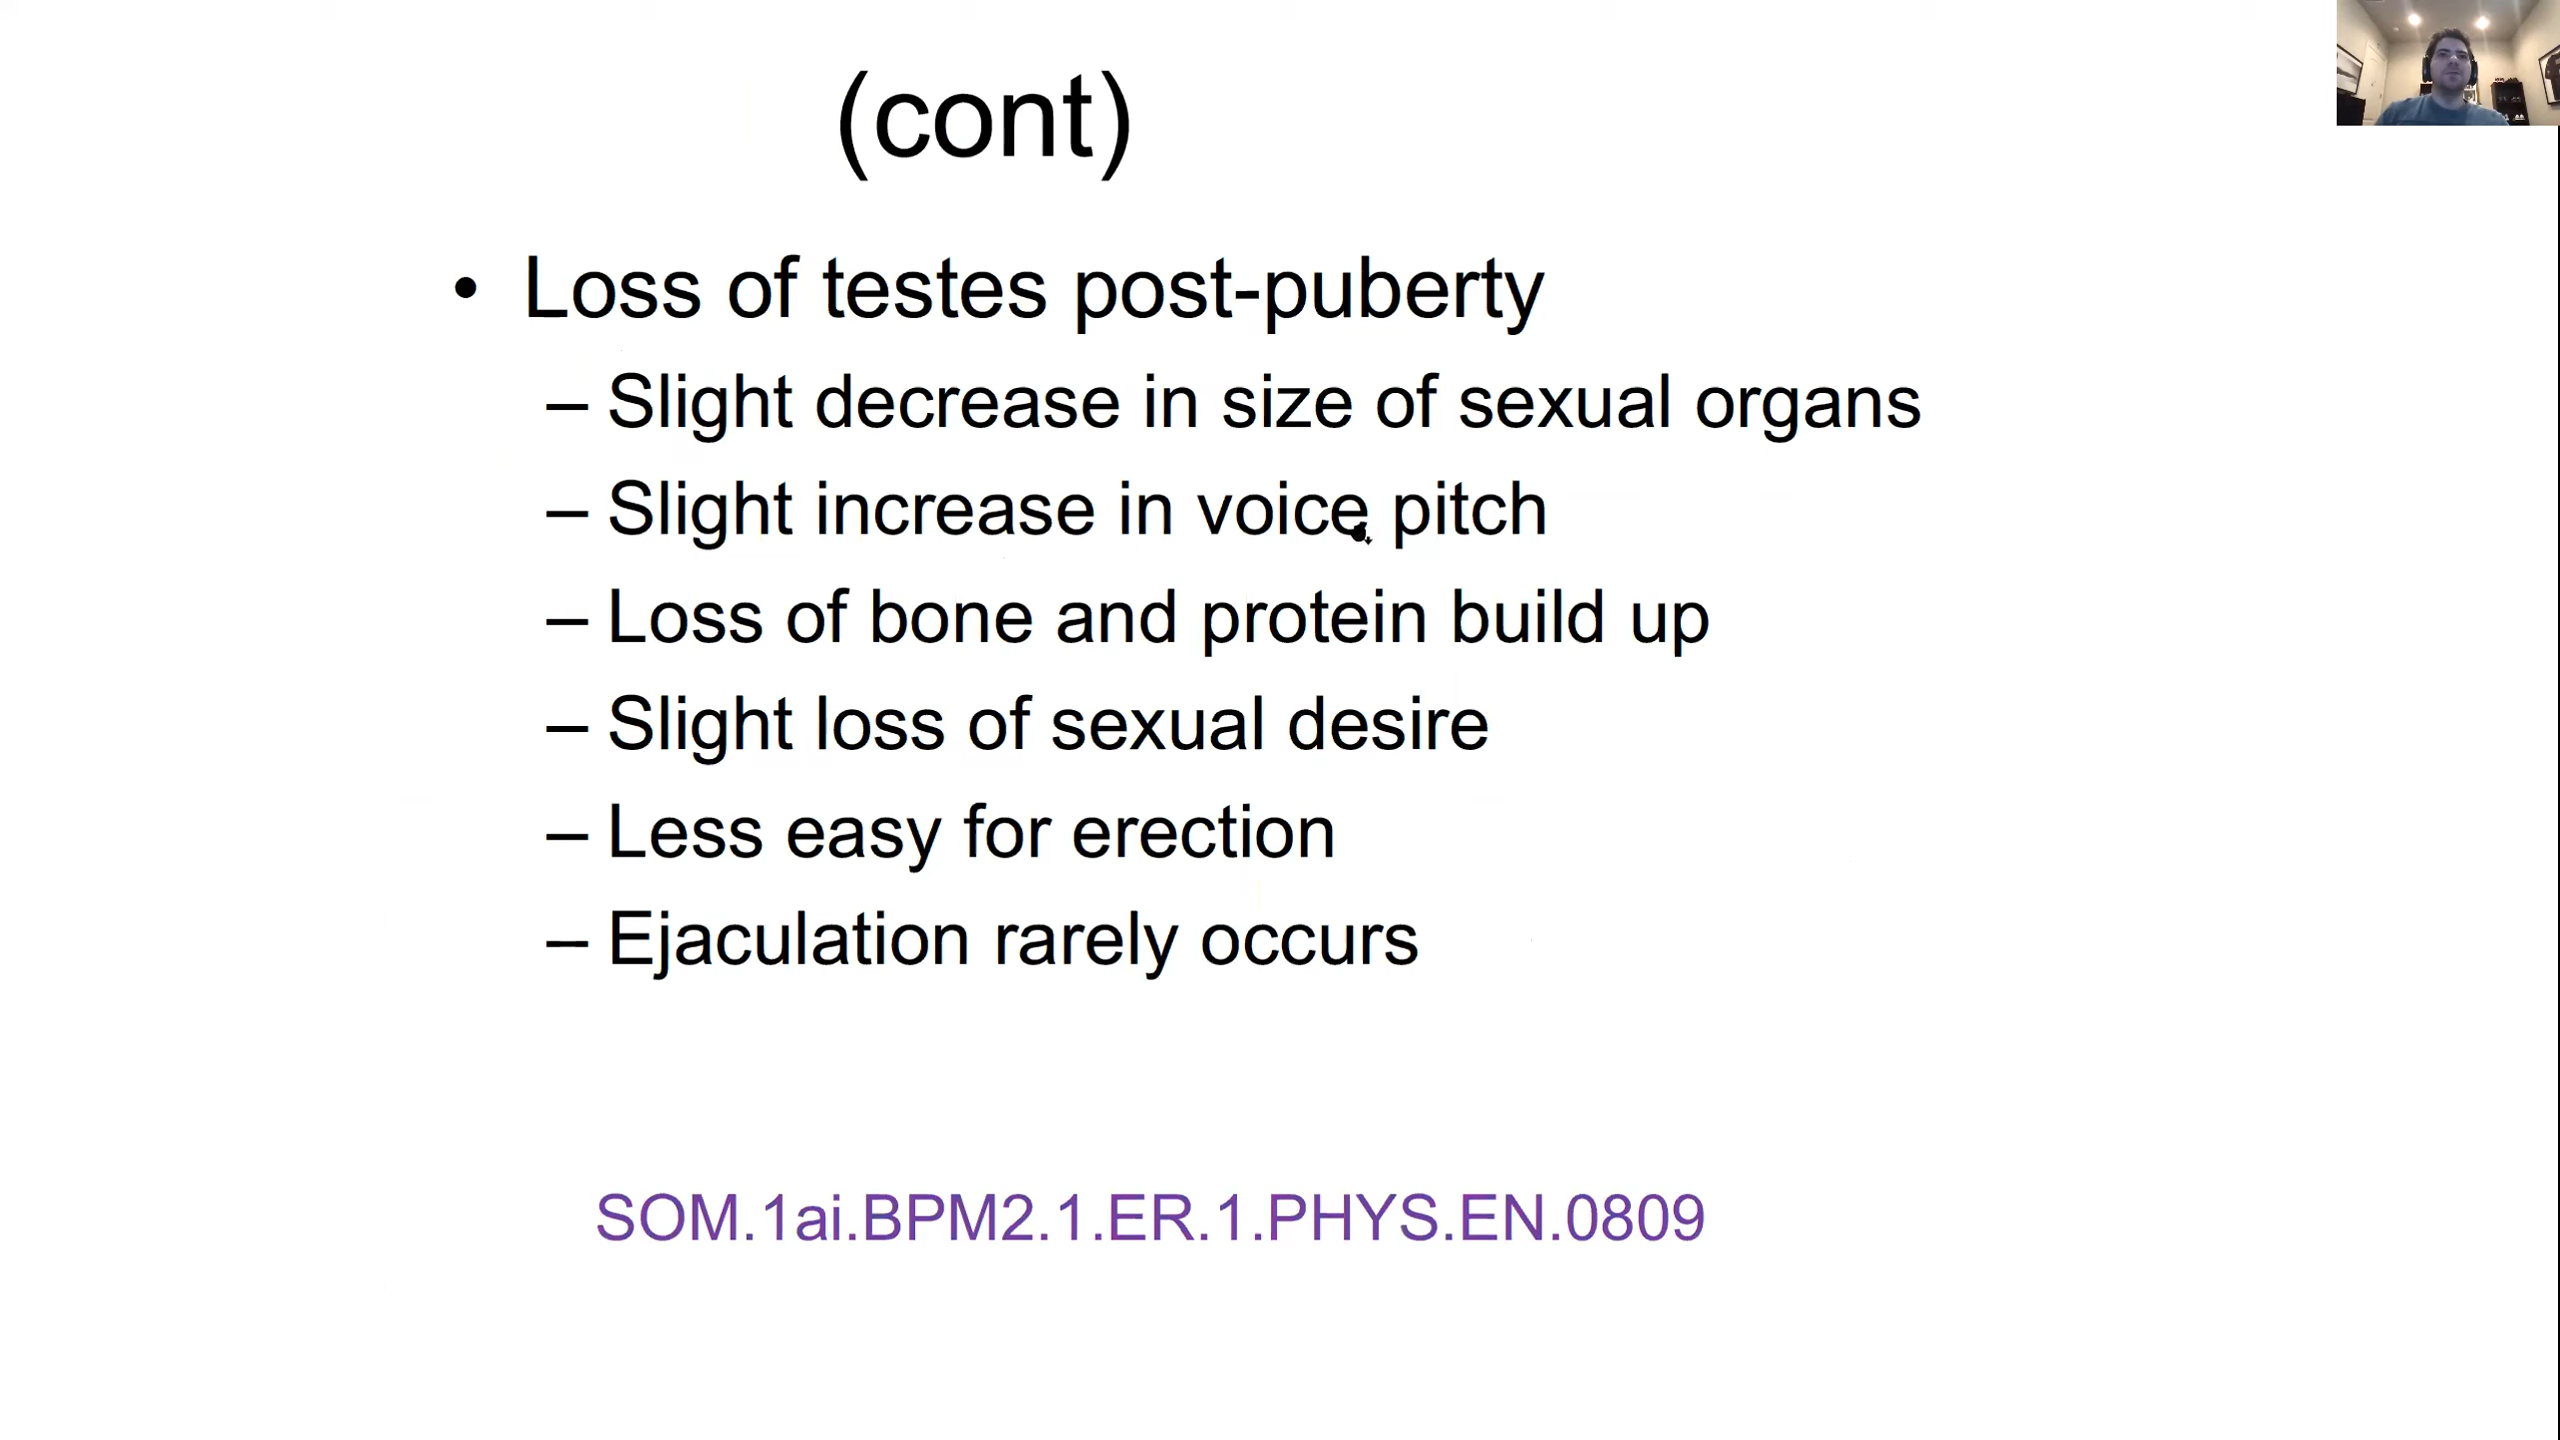 (cont)
• Loss of testes post-puberty
– Slight decrease in size of sexual organs
– Slight increase in voice pitch
– Loss of bone and protein build up
– Slight loss of sexual desire
– Less easy for erection
– Ejaculation rarely occurs
SOM.1ai.BPM2.1.ER.1.PHYS.EN.0809